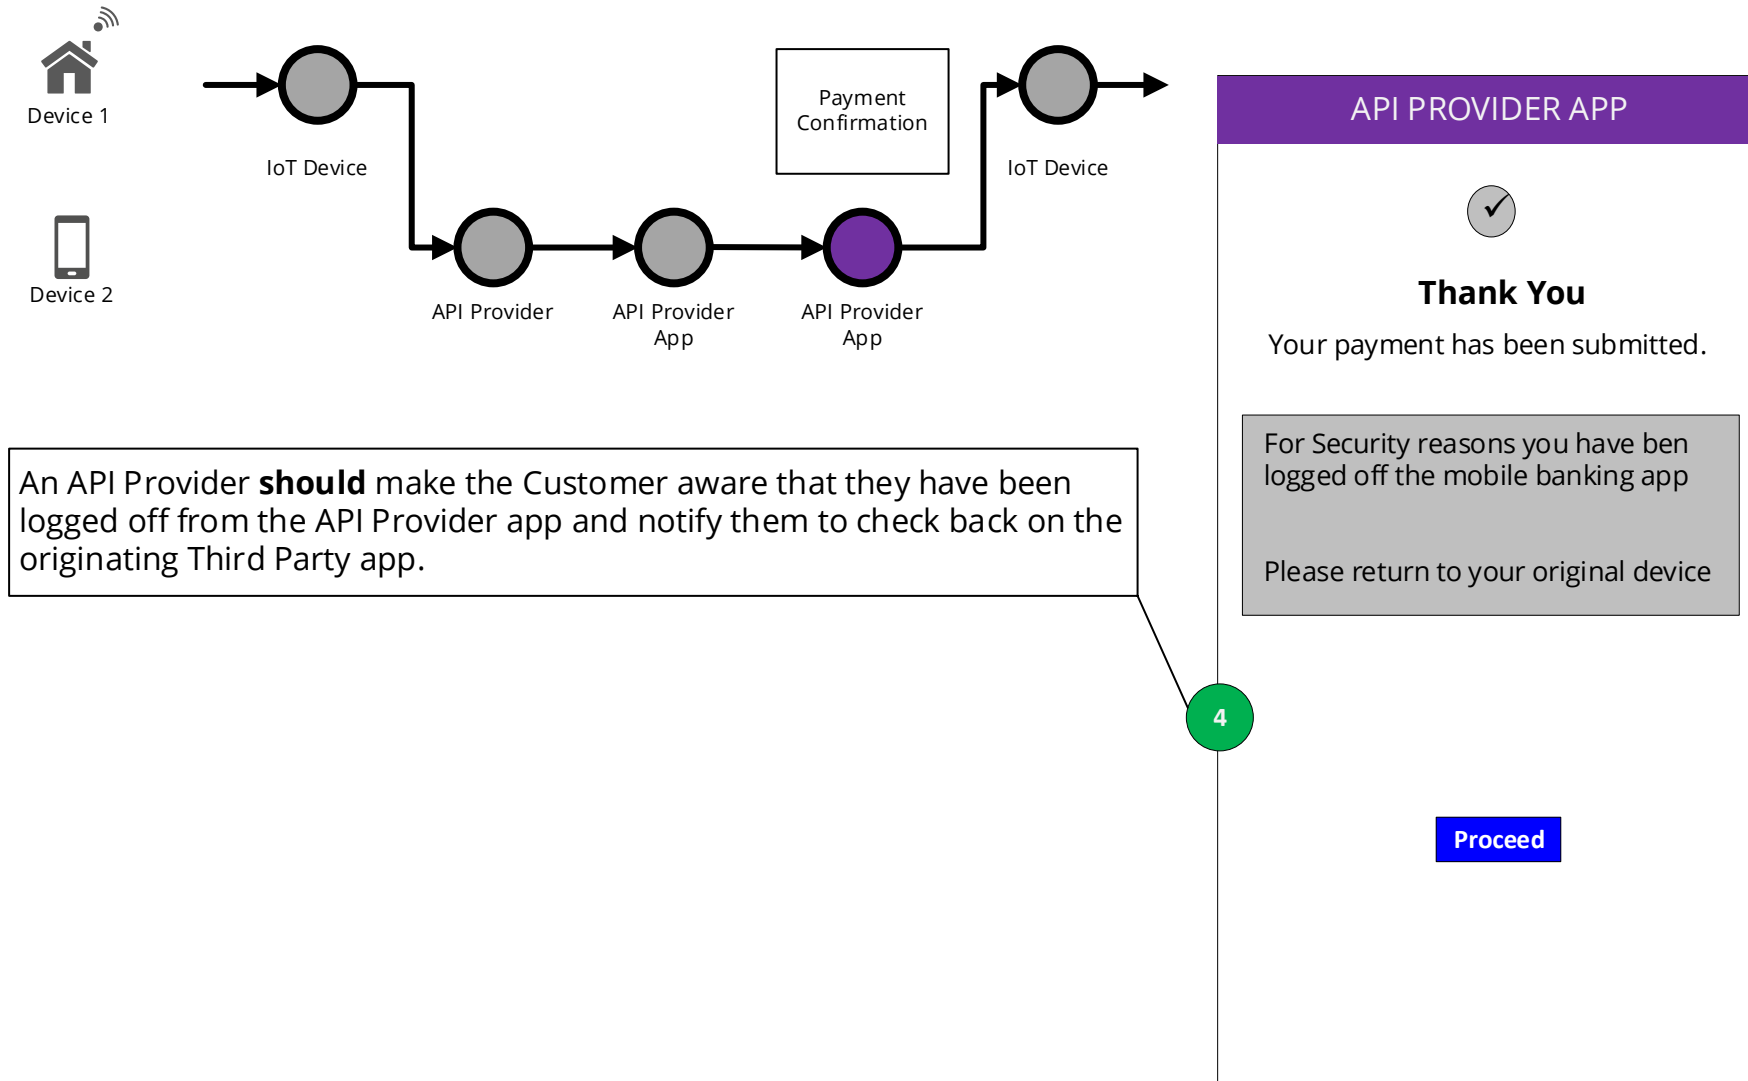 Device 1
IoT Device
Payment
Confirmation
IoT Device
Device 2
API Provider
API Provider
App
API Provider
App
An API Provider should make the Customer aware that they have been
logged off from the API Provider app and notify them to check back on the
originating Third Party app.
API PROVIDER APP
Thank You
Your payment has been submitted.
For Security reasons you have ben
logged off the mobile banking app
Please return to your original device
4
Proceed